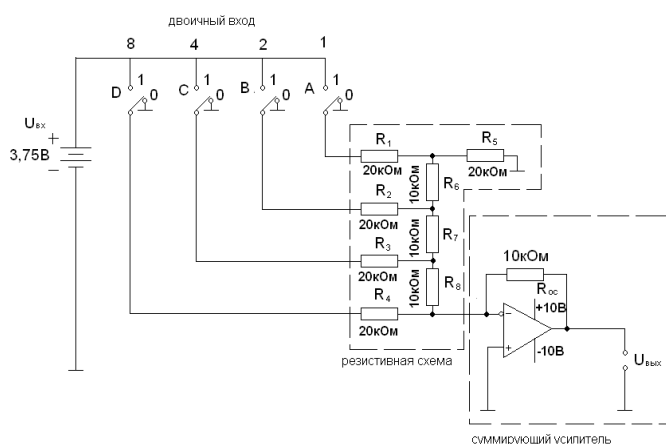 двоичный вход
8 4 2 1
D 1 0
C 1 0
B 1 0
A 1 0
Uвх
+
3,75В
−
R1
20кОм
R5
20кОм
R6
10кОм
R2
20кОм
R7
10кОм
R3
20кОм
R8
10кОм
R4
20кОм
резистивная схема
10кОм
Rос
+10В
−
+
-10В
Uвых
суммирующий усилитель